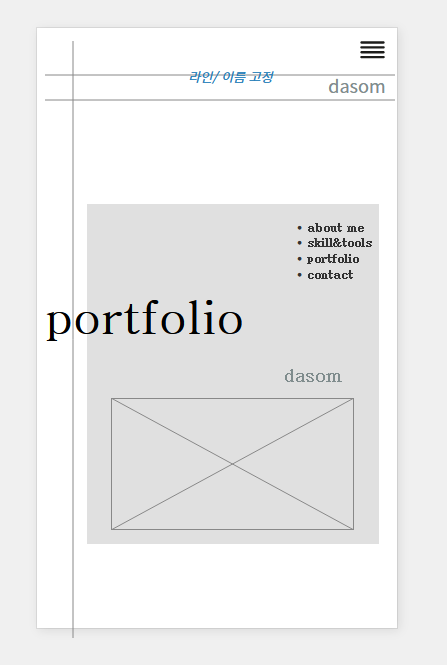 라인/ 이름 고정
dasom
• about me
• skill&tools
• portfolio
• contact
portfolio
dasom